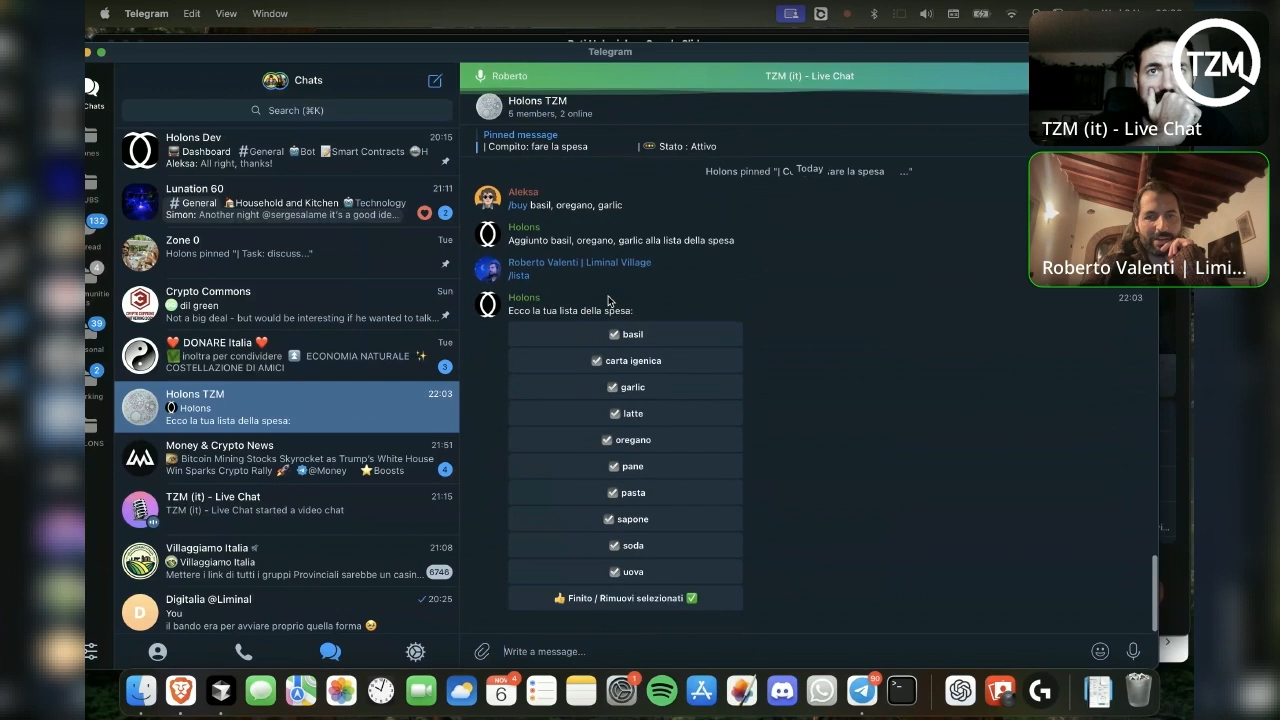 Telegram Edit View Window
Telegram
Chats
Search (⌘K)
Holons Dev 20:15
Dashboard #General Bot Smart Contracts H
Aleksa: All right, thanks!
Lunation 60 21:11
# General Household and Kitchen Technology
Simon: Another night @sergesalame it's a good ide... 2
Zone 0 Tue
Holons pinned "| Task: discuss..."
Crypto Commons Sun
dil green
Not a big deal - but would be interesting if he wanted to talk...
DONARE Italia Tue
inoltra per condividere ECONOMIA NATURALE
COSTELLAZIONE DI AMICI 3
Holons TZM 22:03
Holons
Ecco la tua lista della spesa:
Money & Crypto News 21:51
Bitcoin Mining Stocks Skyrocket as Trump's White House
Win Sparks Crypto Rally @Money Boosts 4
TZM (it) - Live Chat 21:15
TZM (it) - Live Chat started a video chat
Villaggiamo Italia 21:08
Villaggiamo Italia
Mettere i link di tutti i gruppi Provinciali sarebbe un casin... 6746
Digitalia @Liminal 20:25
D
You
il bando era per avviare proprio quella forma
Chats
132
4
39
2
Roberto TZM (it) - Live Chat
Holons TZM
5 members, 2 online
Pinned message
| Compito: fare la spesa | Stato : Attivo
Today
Aleksa
/buy basil, oregano, garlic
Holons
Aggiunto basil, oregano, garlic alla lista della spesa
Roberto Valenti | Liminal Village
/lista
Holons 22:03
Ecco la tua lista della spesa:
basil
carta igenica
garlic
latte
oregano
pane
pasta
sapone
soda
uova
Finito / Rimuovi selezionati
Write a message...
TZM
TZM (it) - Live Chat
Roberto Valenti | Limi...
NOV
6
4
1
90